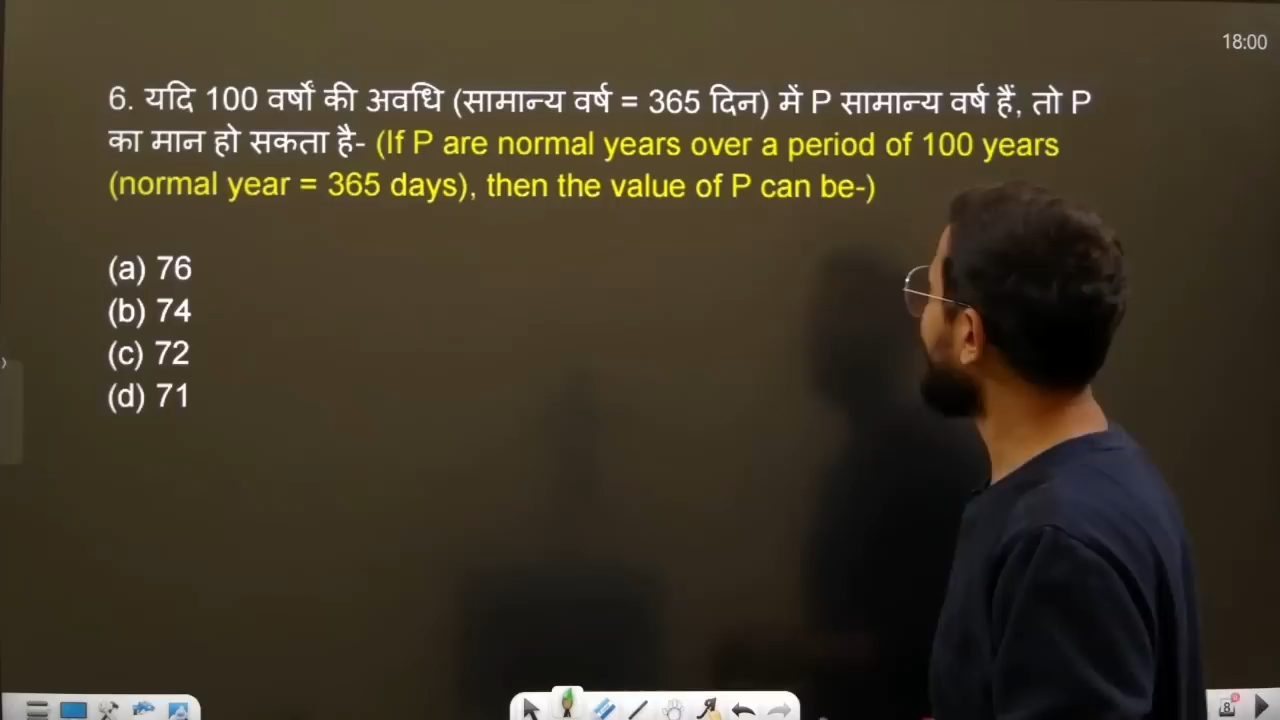 18:00
6. यदि 100 वर्षों की अवधि (सामान्य वर्ष = 365 दिन) में P सामान्य वर्ष हैं, तो P
का मान हो सकता है- (If P are normal years over a period of 100 years
(normal year = 365 days), then the value of P can be-)
(a) 76
(b) 74
(c) 72
(d) 71
8